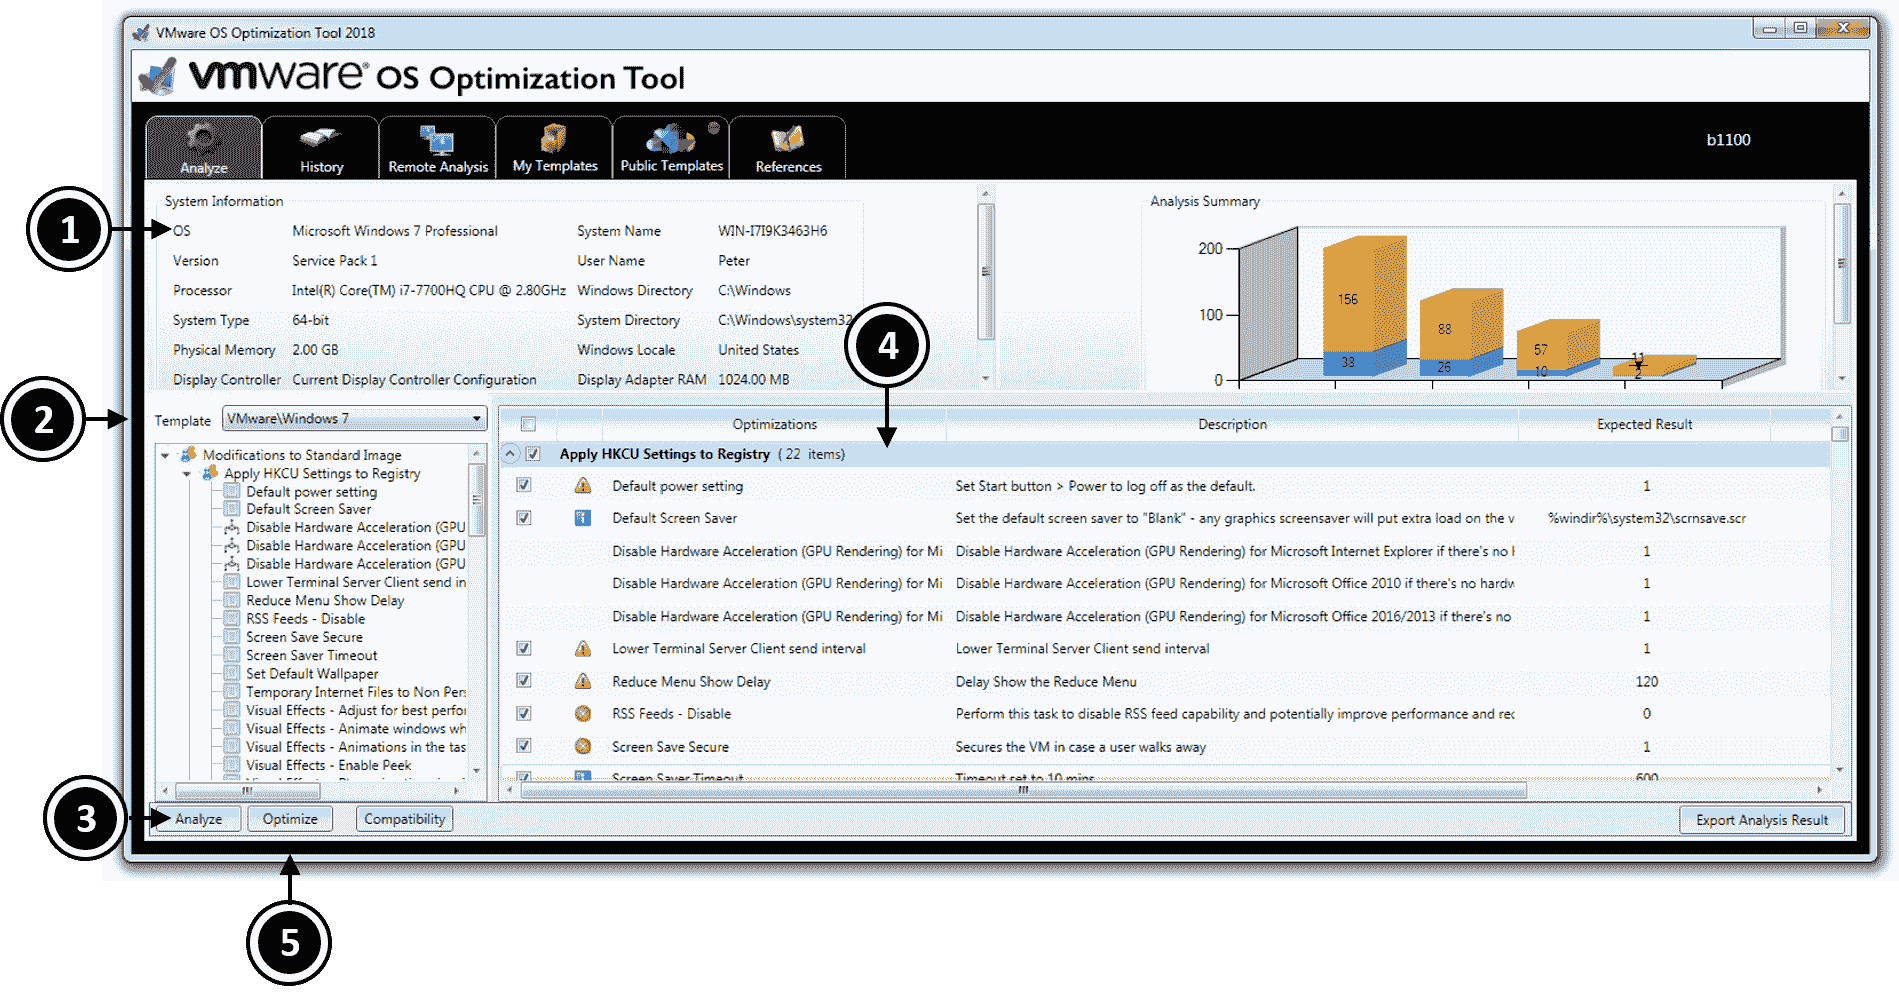 VMware OS Optimization Tool 2018
vmware® OS Optimization Tool
Analyze
History
Remote Analysis
My Templates
Public Templates
References
b1100
System Information
OS Microsoft Windows 7 Professional System Name WIN-I7I9K3463H6
Version Service Pack 1 User Name Peter
Processor Intel(R) Core(TM) i7-7700HQ CPU @ 2.80GHz Windows Directory C:\Windows
System Type 64-bit System Directory C:\Windows\system32
Physical Memory 2.00 GB Windows Locale United States
Display Controller Current Display Controller Configuration Display Adapter RAM 1024.00 MB
Analysis Summary
200
100
0
156
38
88
26
57
10
11
2
1
2
3
4
5
Template VMware\Windows 7
Modifications to Standard Image
Apply HKCU Settings to Registry
Default power setting
Default Screen Saver
Disable Hardware Acceleration (GPU
Disable Hardware Acceleration (GPU
Disable Hardware Acceleration (GPU
Lower Terminal Server Client send in
Reduce Menu Show Delay
RSS Feeds - Disable
Screen Save Secure
Screen Saver Timeout
Set Default Wallpaper
Temporary Internet Files to Non Pers
Visual Effects - Adjust for best perfor
Visual Effects - Animate windows wh
Visual Effects - Animations in the tas
Visual Effects - Enable Peek
Optimizations Description Expected Result
Apply HKCU Settings to Registry ( 22 items)
Default power setting Set Start button > Power to log off as the default. 1
Default Screen Saver Set the default screen saver to "Blank" - any graphics screensaver will put extra load on the v %windir%\system32\scrnsave.scr
Disable Hardware Acceleration (GPU Rendering) for Mi Disable Hardware Acceleration (GPU Rendering) for Microsoft Internet Explorer if there's no h 1
Disable Hardware Acceleration (GPU Rendering) for Mi Disable Hardware Acceleration (GPU Rendering) for Microsoft Office 2010 if there's no hardw 1
Disable Hardware Acceleration (GPU Rendering) for Mi Disable Hardware Acceleration (GPU Rendering) for Microsoft Office 2016/2013 if there's no 1
Lower Terminal Server Client send interval Lower Terminal Server Client send interval 1
Reduce Menu Show Delay Delay Show the Reduce Menu 120
RSS Feeds - Disable Perform this task to disable RSS feed capability and potentially improve performance and rec 0
Screen Save Secure Secures the VM in case a user walks away 1
Screen Saver Timeout Timeout set to 10 mins 600
Analyze
Optimize
Compatibility
Export Analysis Result